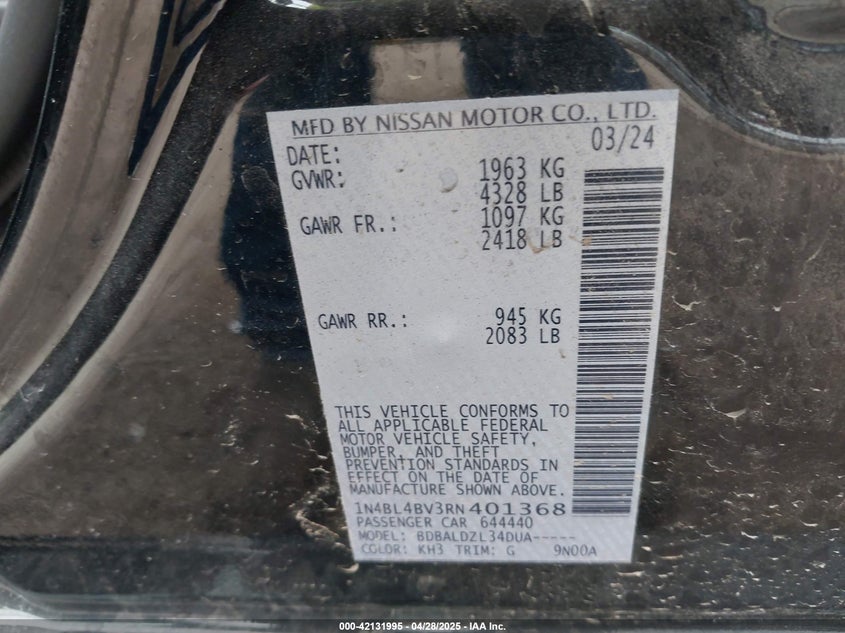 MFD BY NISSAN MOTOR CO., LTD.
DATE: 03/24
GVWR: 1963 KG
4328 LB
GAWR FR.: 1097 KG
2418 LB
GAWR RR.: 945 KG
2083 LB
THIS VEHICLE CONFORMS TO
ALL APPLICABLE FEDERAL
MOTOR VEHICLE SAFETY,
BUMPER, AND THEFT
PREVENTION STANDARDS IN
EFFECT ON THE DATE OF
MANUFACTURE SHOWN ABOVE.
1N4BL4BV3RN401368
PASSENGER CAR 644440
MODEL: BDBALDZL34DUA-----
COLOR: KH3 TRIM: G 9N00A
000-42131995 04/28/2025 - IAA Inc.